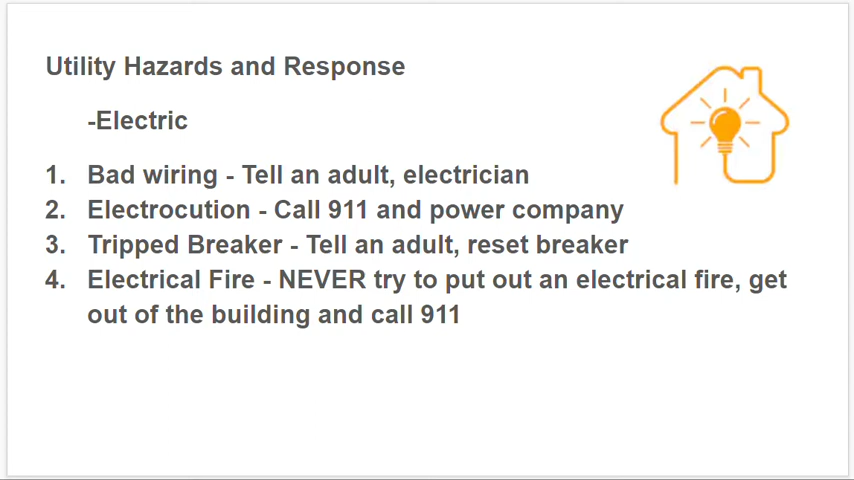 Utility Hazards and Response
-Electric
1. Bad wiring - Tell an adult, electrician
2. Electrocution - Call 911 and power company
3. Tripped Breaker - Tell an adult, reset breaker
4. Electrical Fire - NEVER try to put out an electrical fire, get
out of the building and call 911